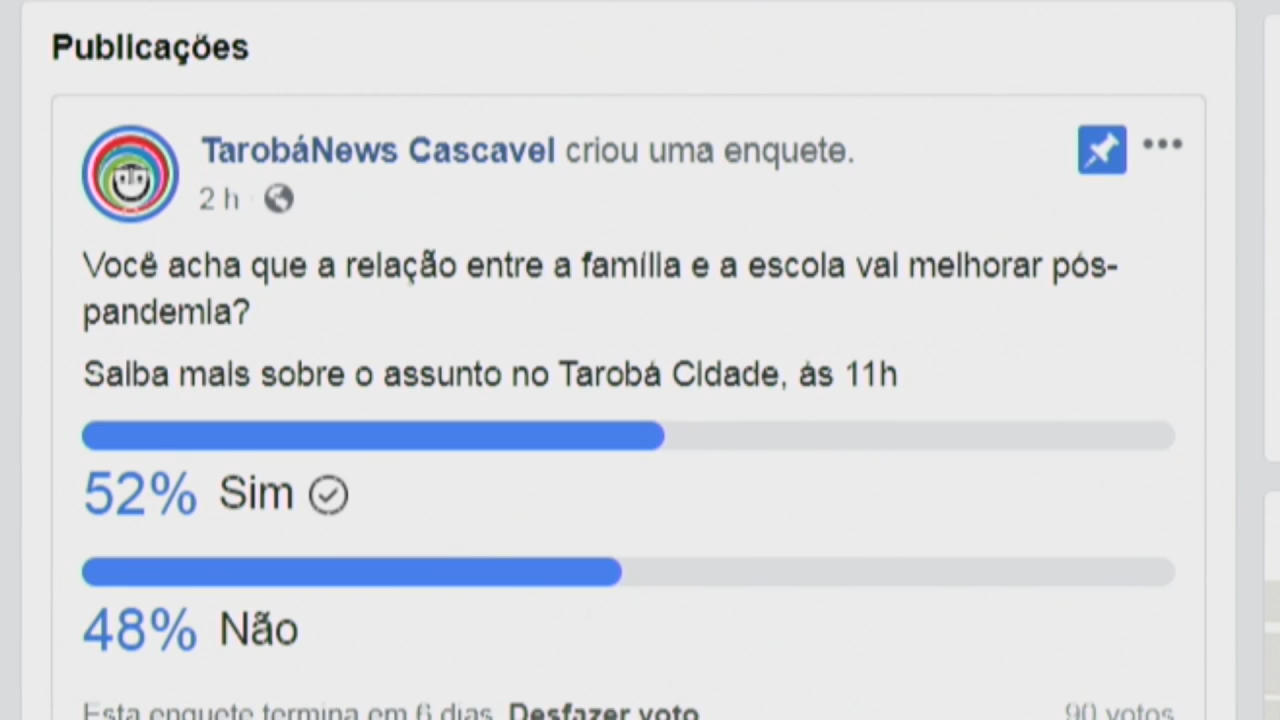 Publicações
TarobáNews Cascavel criou uma enquete.
2 h
Você acha que a relação entre a família e a escola vai melhorar pós-
pandemia?
Saiba mais sobre o assunto no Tarobá Cidade, às 11h
52% Sim
48% Não
Esta enquete termina em 6 dias. Desfazer voto
90 votos